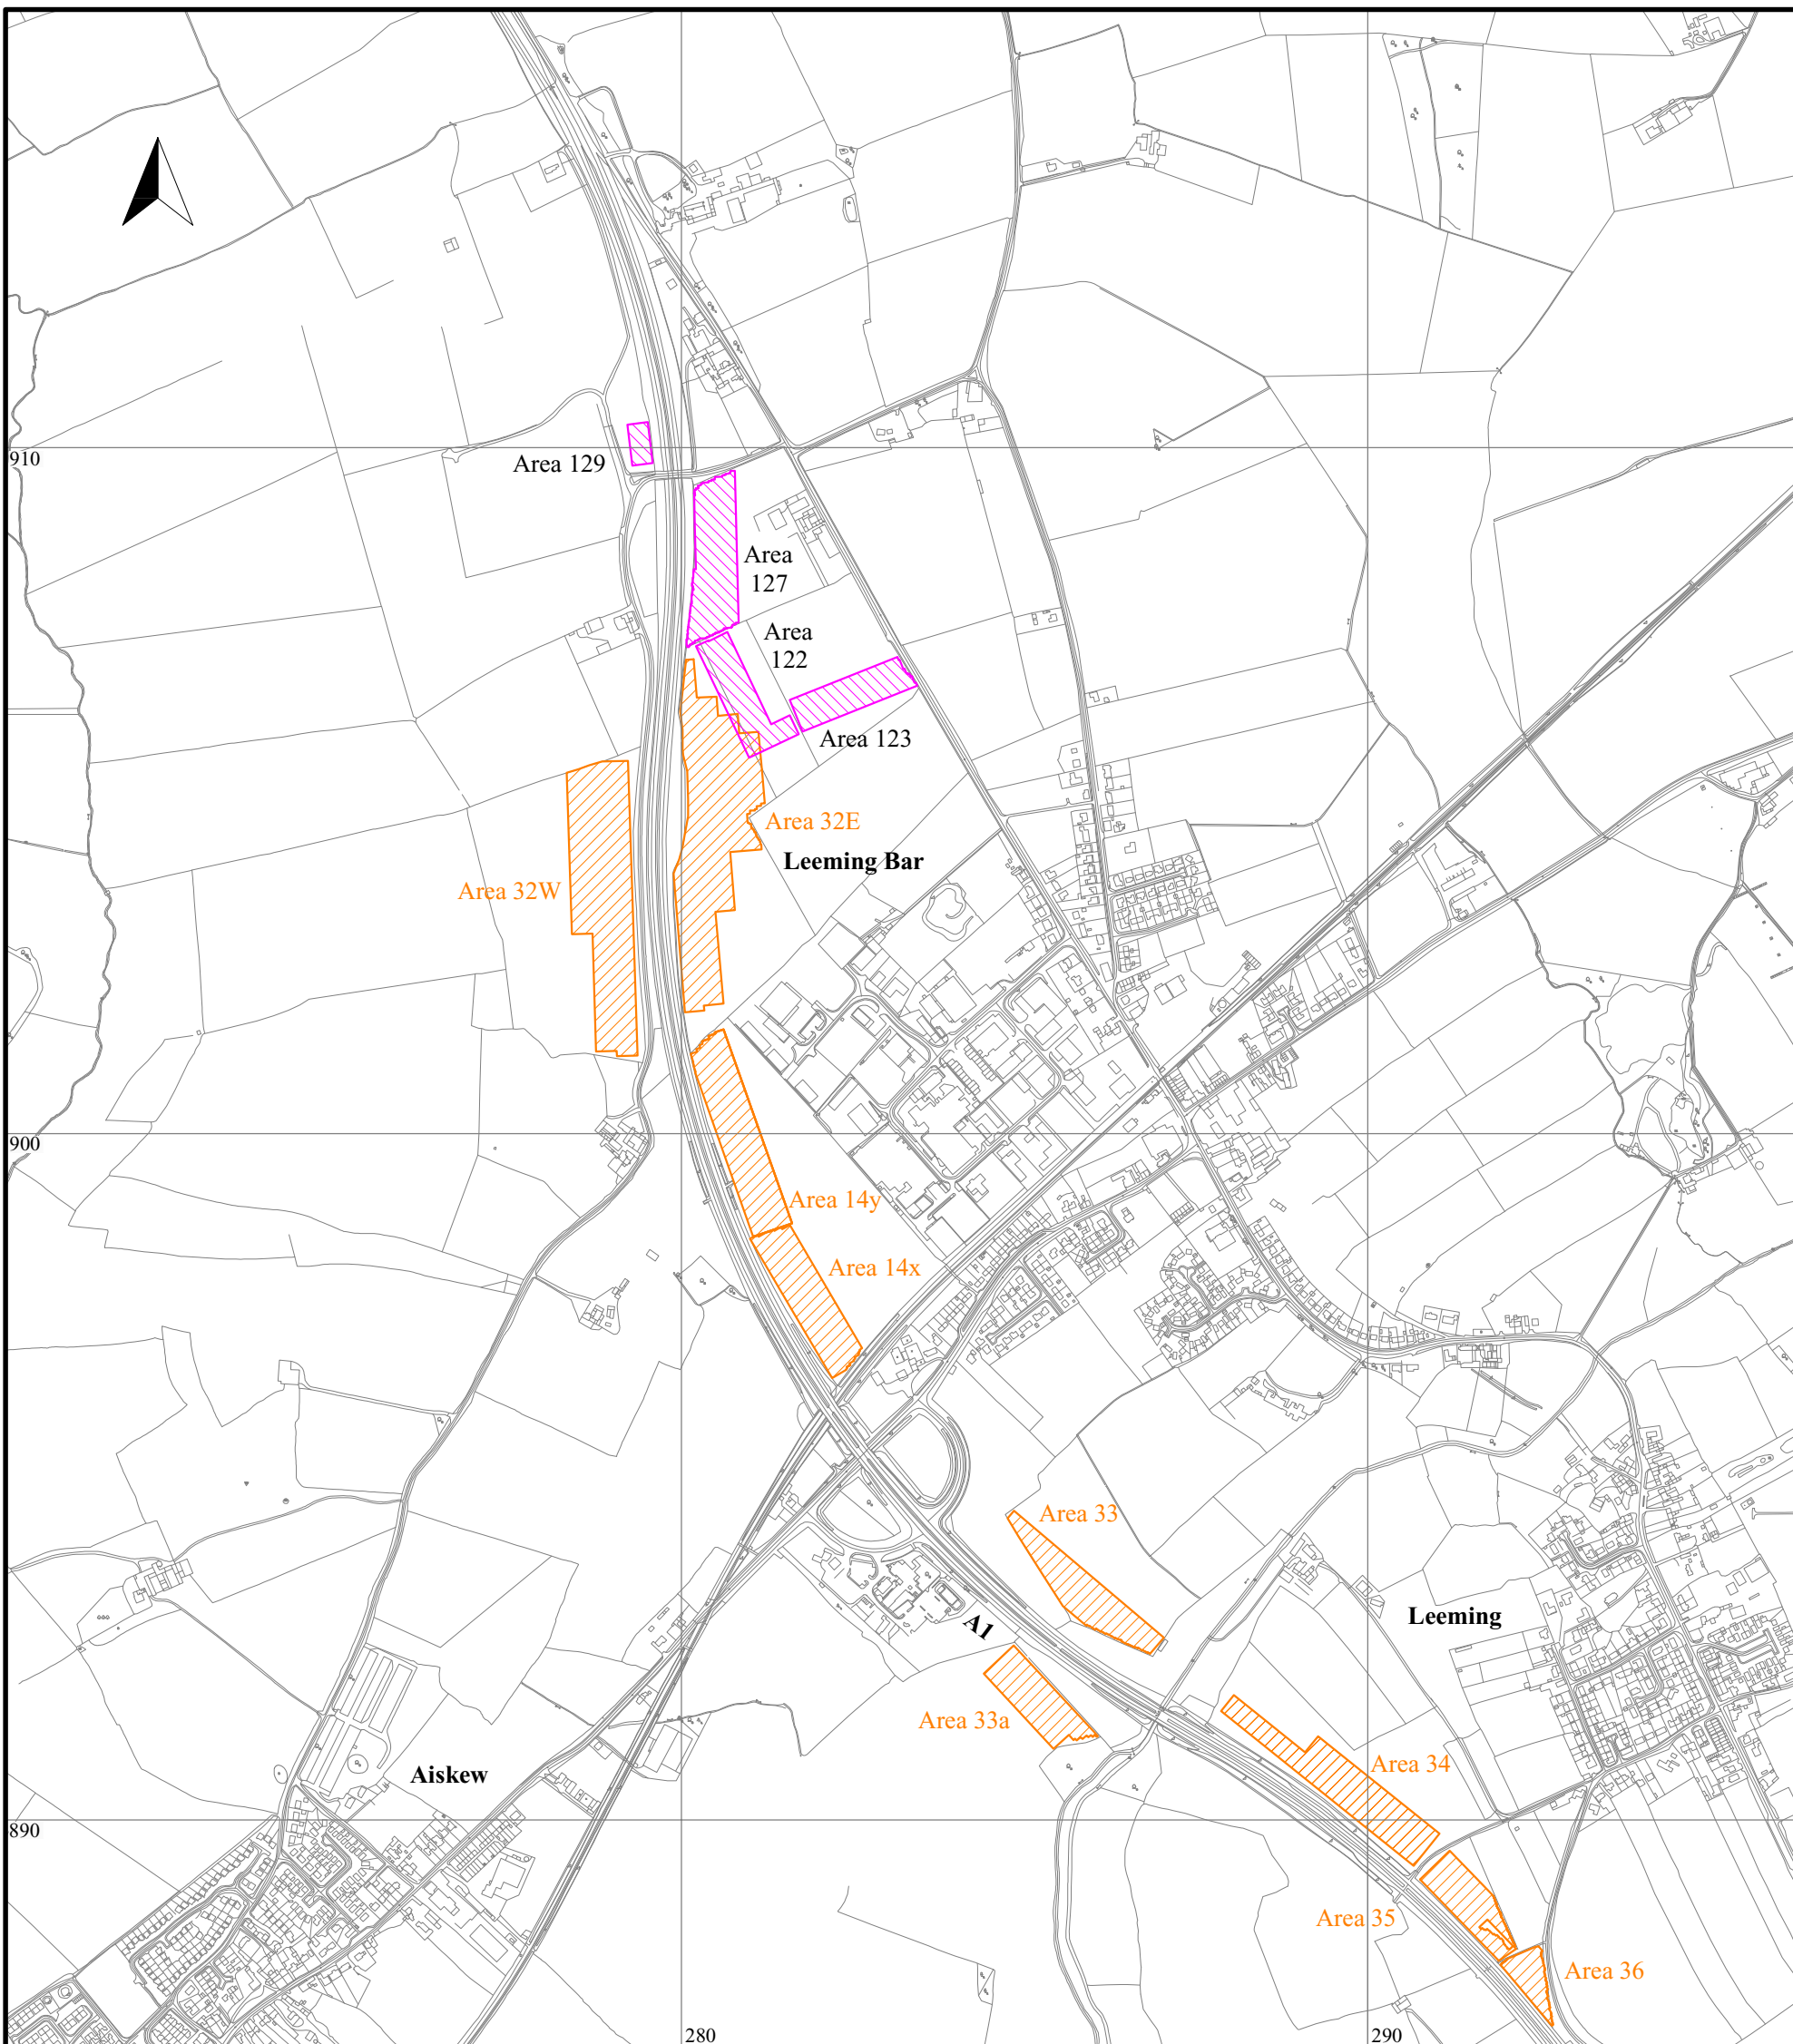 910
Area 129
Area
127
Area
122
Area 123
Area 32E
Leeming Bar
Area 32W
900
Area 14y
Area 14x
Area 33
A1
Leeming
Area 33a
Area 34
Aiskew
890
Area 35
Area 36
280
290